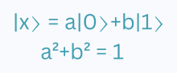 |x⟩ = a|0⟩+b|1⟩
a²+b² = 1